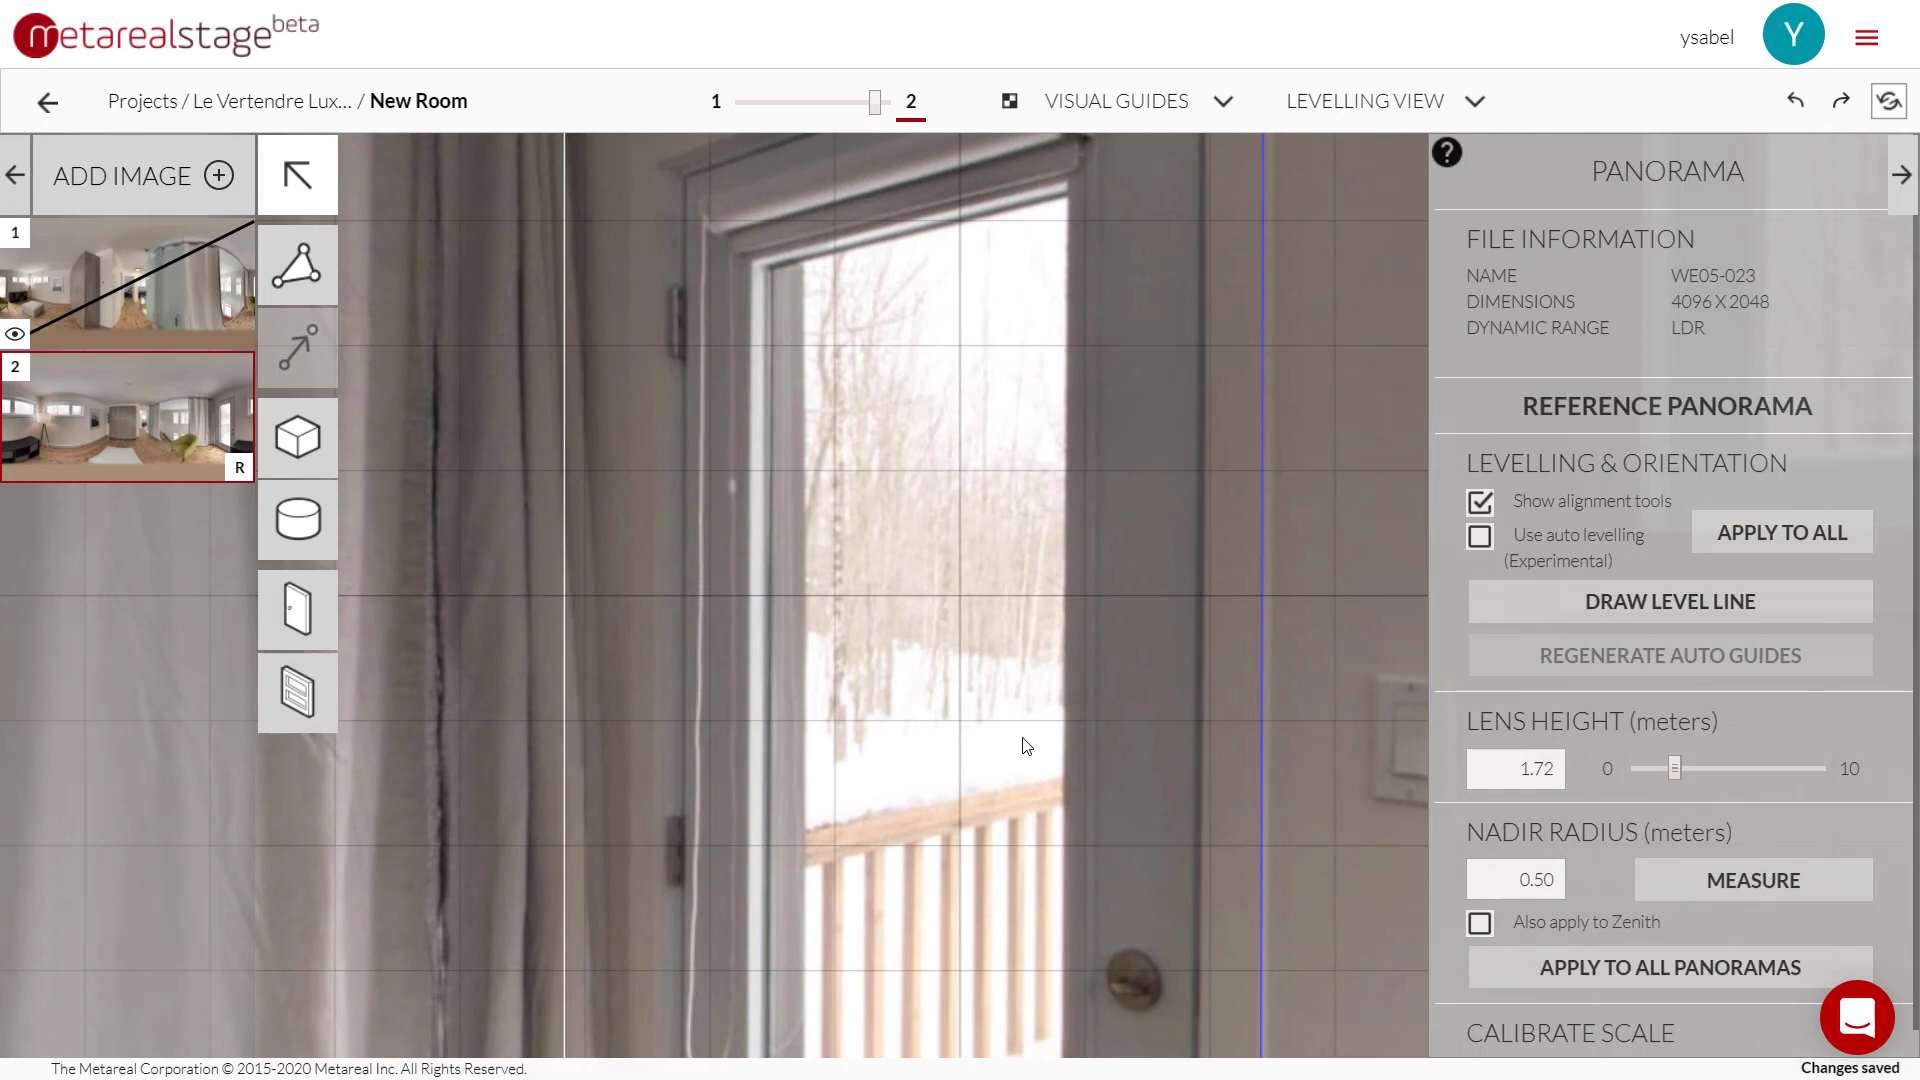 metarealstage beta
ysabel
Y
Projects / Le Vertendre Lux... / New Room
1
2
VISUAL GUIDES
LEVELLING VIEW
ADD IMAGE
1
2
R
?
PANORAMA
FILE INFORMATION
NAME WE05-023
DIMENSIONS 4096 X 2048
DYNAMIC RANGE LDR
REFERENCE PANORAMA
LEVELLING & ORIENTATION
Show alignment tools
Use auto levelling
(Experimental)
APPLY TO ALL
DRAW LEVEL LINE
REGENERATE AUTO GUIDES
LENS HEIGHT (meters)
1.72 0 10
NADIR RADIUS (meters)
0.50 MEASURE
Also apply to Zenith
APPLY TO ALL PANORAMAS
CALIBRATE SCALE
The Metareal Corporation © 2015-2020 Metareal Inc. All Rights Reserved.
Changes saved